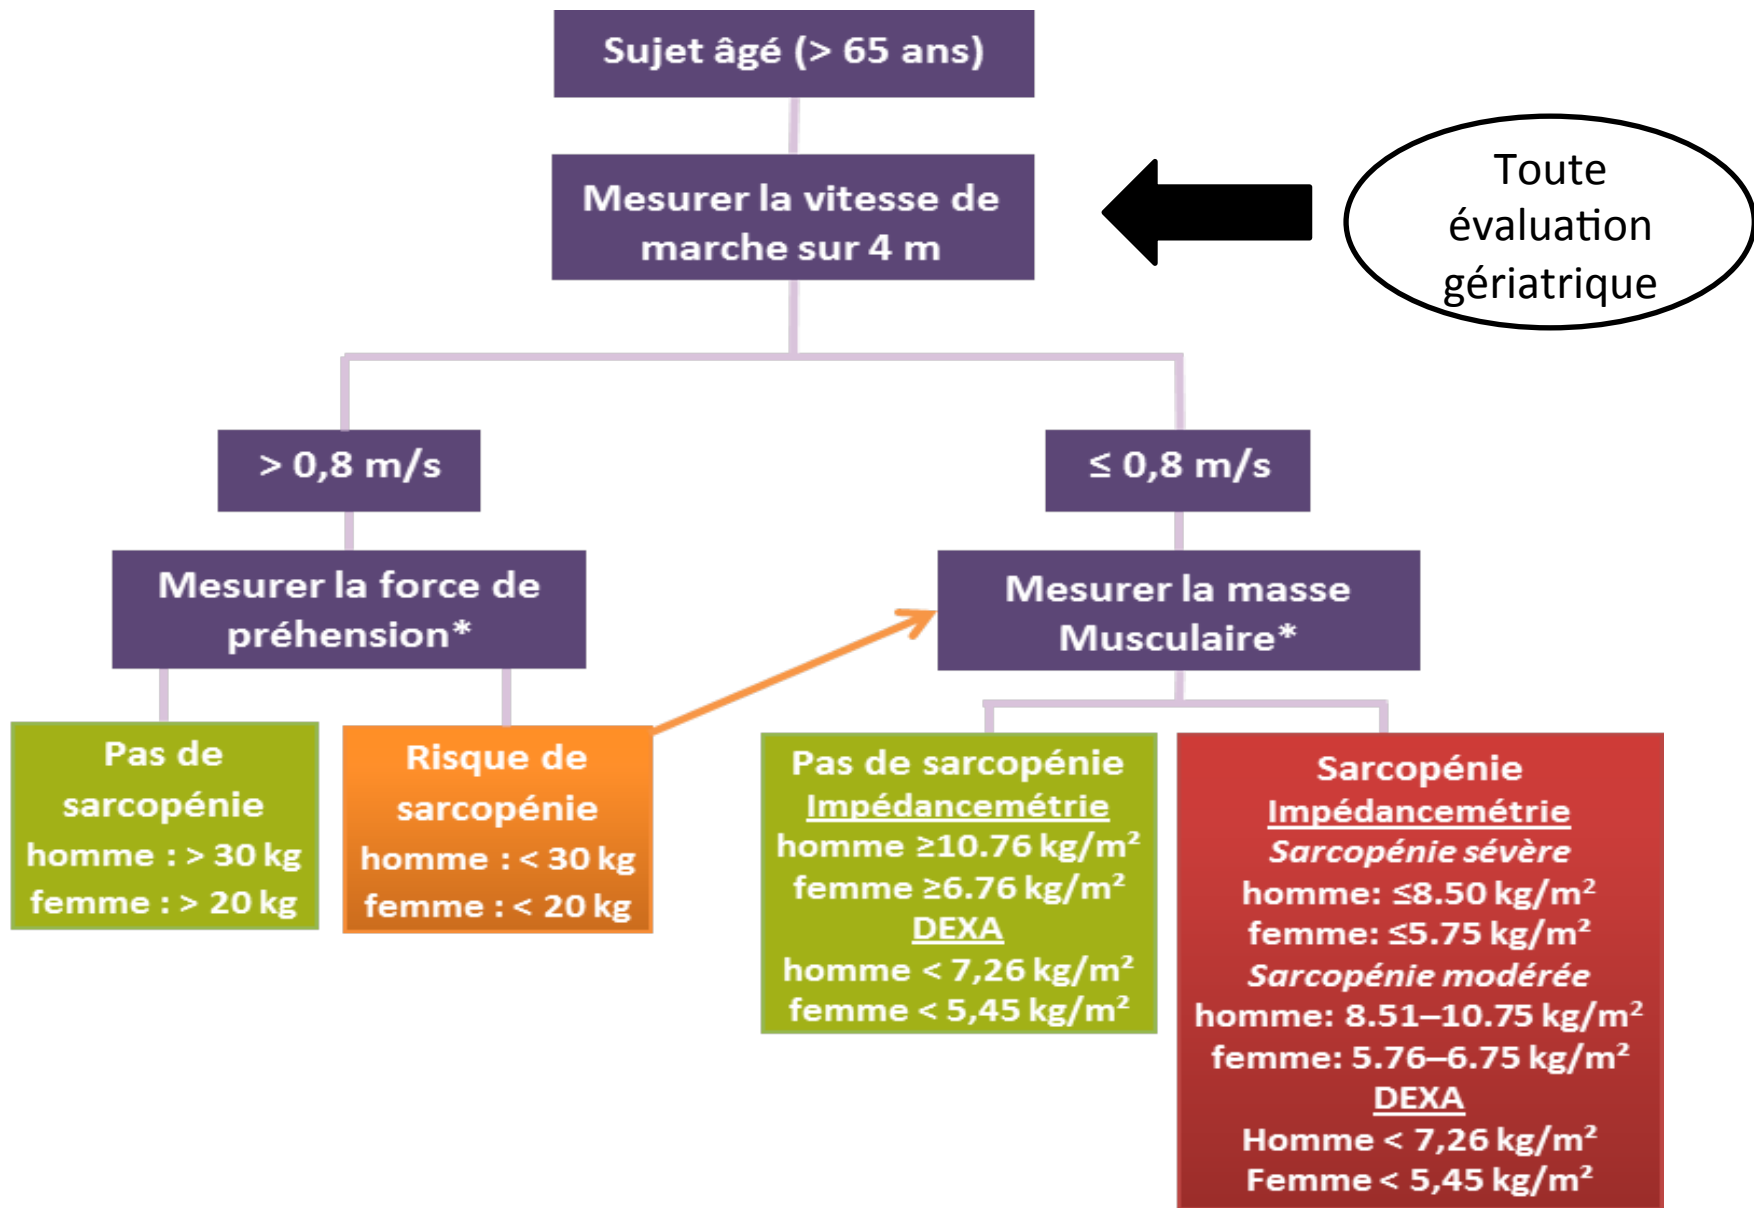 Sujet âgé (> 65 ans)
Mesurer la vitesse de
marche sur 4 m
Toute
évaluation
gériatrique
> 0,8 m/s
≤ 0,8 m/s
Mesurer la force de
préhension*
Mesurer la masse
Musculaire*
Pas de
sarcopénie
homme : > 30 kg
femme : > 20 kg
Risque de
sarcopénie
homme : < 30 kg
femme : < 20 kg
Pas de sarcopénie
Impédancemétrie
homme ≥10.76 kg/m²
femme ≥6.76 kg/m²
DEXA
homme < 7,26 kg/m²
femme < 5,45 kg/m²
Sarcopénie
Impédancemétrie
Sarcopénie sévère
homme: ≤8.50 kg/m²
femme: ≤5.75 kg/m²
Sarcopénie modérée
homme: 8.51–10.75 kg/m²
femme: 5.76–6.75 kg/m²
DEXA
Homme < 7,26 kg/m²
Femme < 5,45 kg/m²